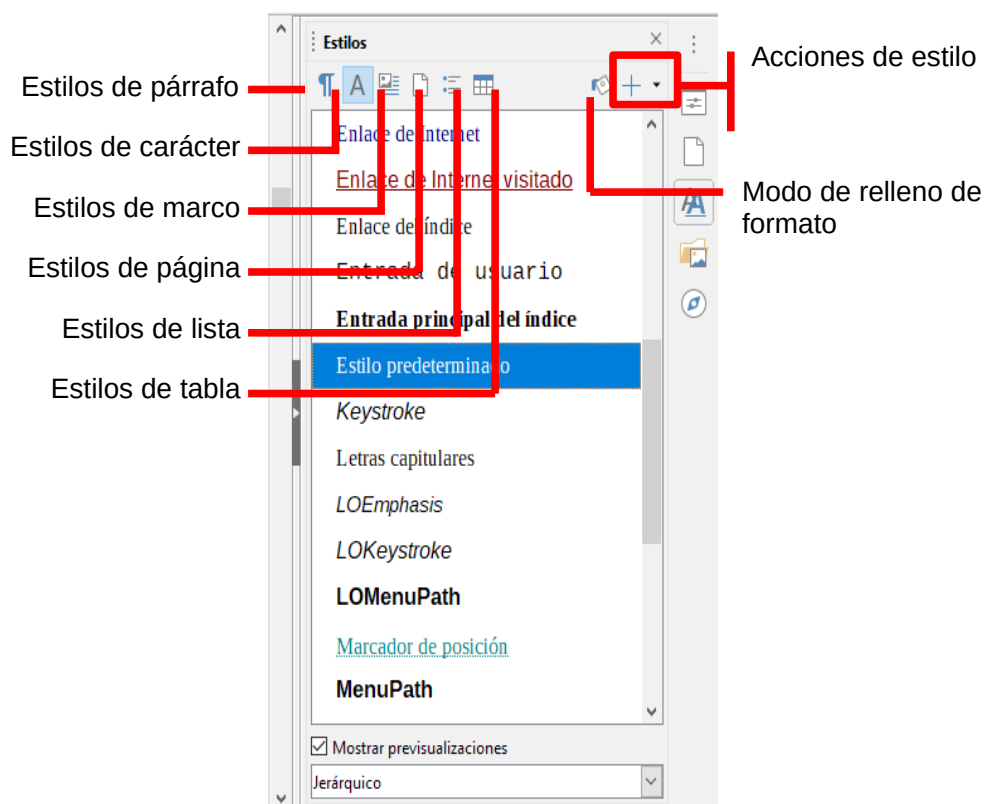 Estilos
Acciones de estilo
Estilos de párrafo
Estilos de carácter
Estilos de marco
Estilos de página
Estilos de lista
Estilos de tabla
Modo de relleno de
formato
Enlace de Internet
Enlace de Internet visitado
Enlace del índice
Entrada de usuario
Entrada principal del índice
Estilo predeterminado
Keystroke
Letras capitulares
LOEmphasis
LOKeystroke
LOMenuPath
Marcador de posición
MenuPath
Mostrar previsualizaciones
Jerárquico